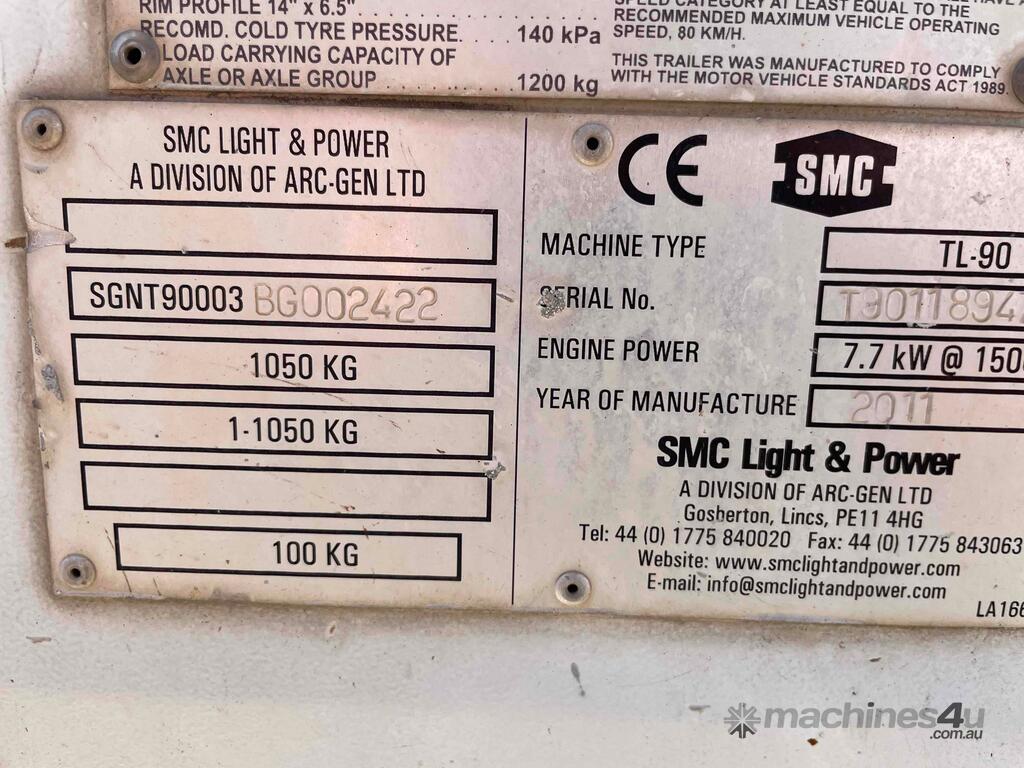 RIM PROFILE 14" x 6.5"
RECOMD. COLD TYRE PRESSURE. . . 140 kPa
LOAD CARRYING CAPACITY OF
AXLE OR AXLE GROUP . . . . . . . . . . 1200 kg
SPEED CATEGORY AT LEAST EQUAL TO THE
RECOMMENDED MAXIMUM VEHICLE OPERATING
SPEED, 80 KM/H.
THIS TRAILER WAS MANUFACTURED TO COMPLY
WITH THE MOTOR VEHICLE STANDARDS ACT 1989.
SMC LIGHT & POWER
A DIVISION OF ARC-GEN LTD
SGNT90003 BG002422
1050 KG
1-1050 KG
100 KG
CE SMC
MACHINE TYPE TL-90
SERIAL No.
ENGINE POWER 7.7 kW @
YEAR OF MANUFACTURE 2011
SMC Light & Power
A DIVISION OF ARC-GEN LTD
Gosberton, Lincs, PE11 4HG
Tel: 44 (0) 1775 840020 Fax: 44 (0) 1775 843063
Website: www.smclightandpower.com
E-mail: info@smclightandpower.com
machines4u
.com.au